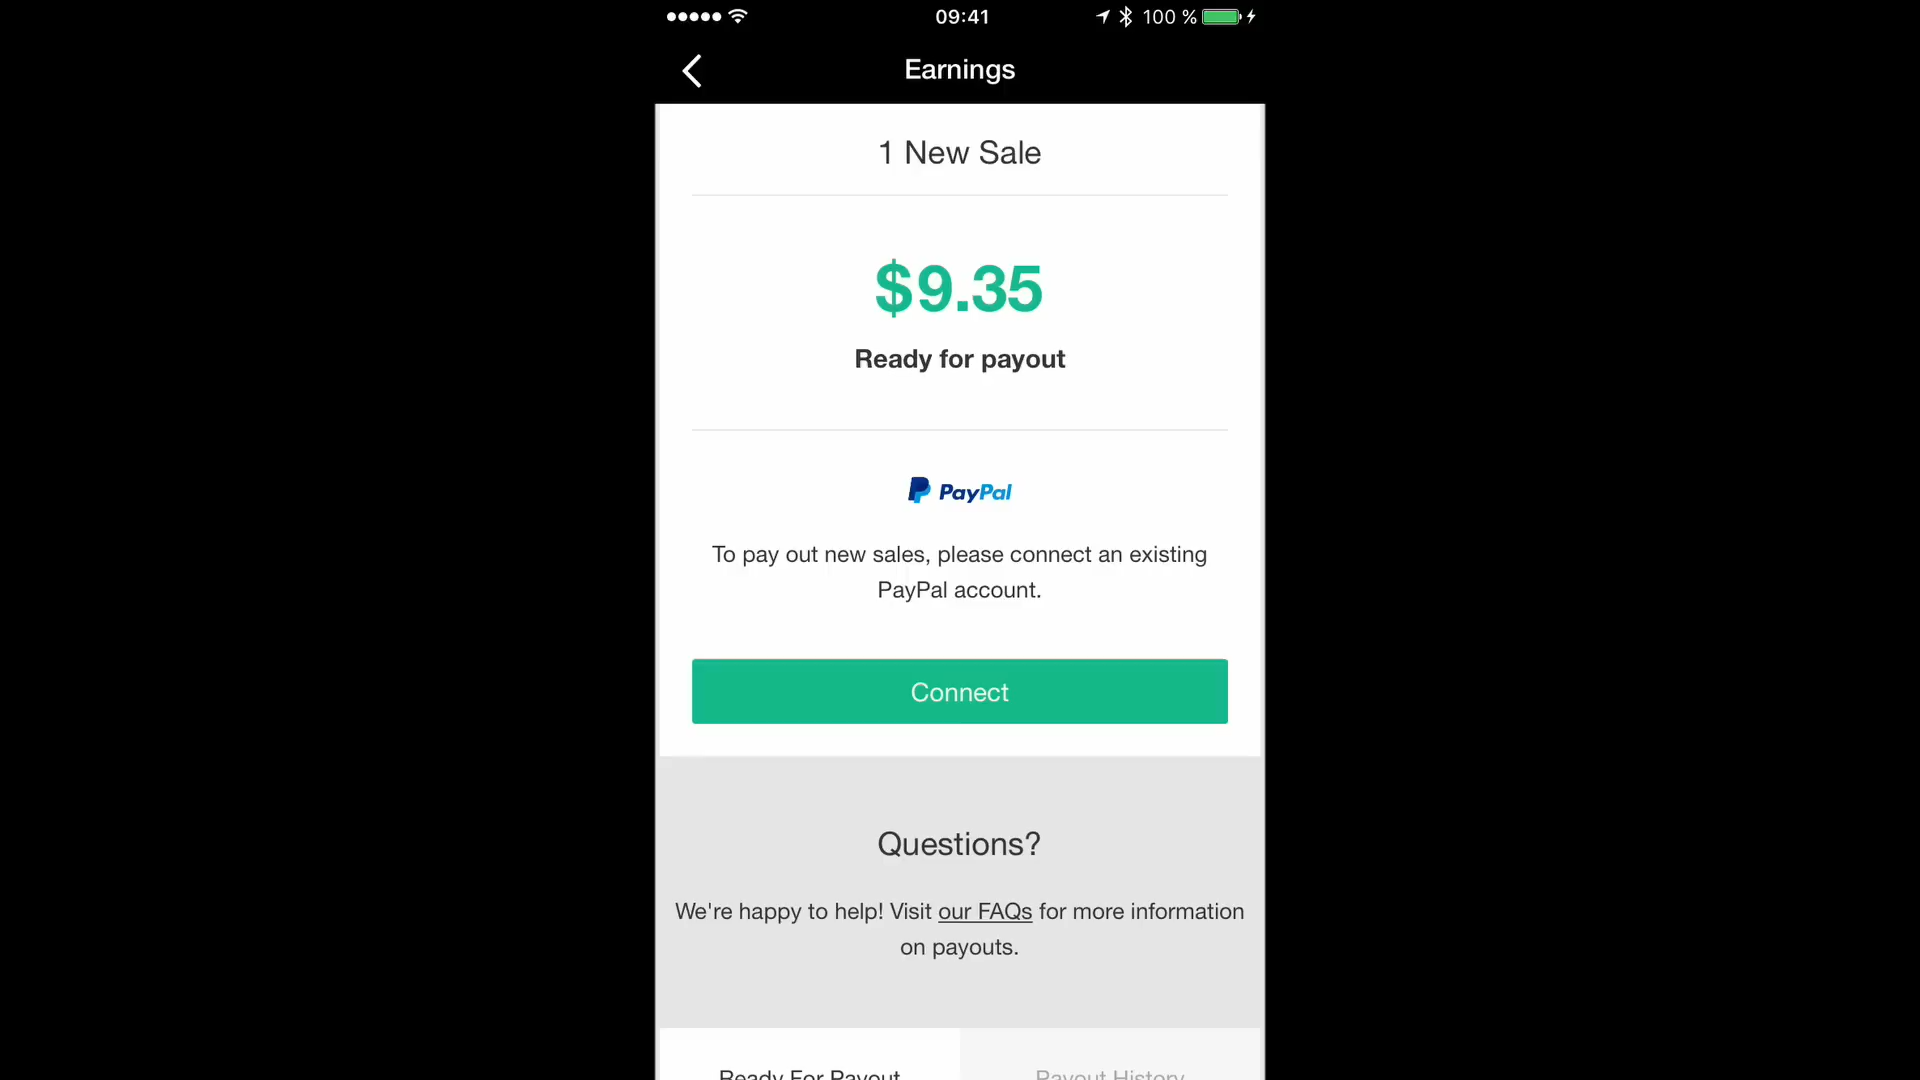 09:41
100 %
Earnings
1 New Sale
$9.35
Ready for payout
PayPal
To pay out new sales, please connect an existing
PayPal account.
Connect
Questions?
We're happy to help! Visit our FAQs for more information
on payouts.
Ready For Payout
Payout History